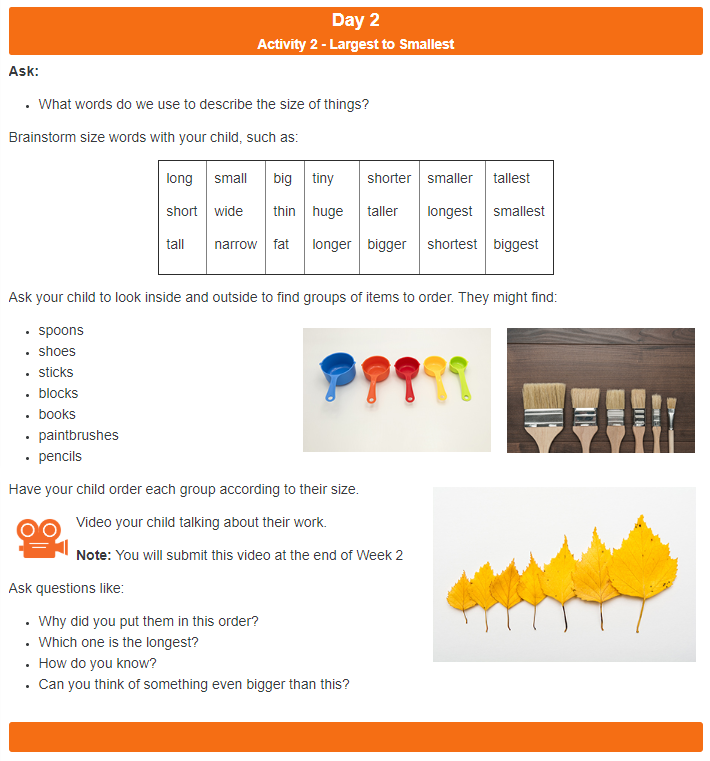 Day 2
Activity 2 - Largest to Smallest
Ask:
• What words do we use to describe the size of things?
Brainstorm size words with your child, such as:
long small big tiny shorter smaller tallest
short wide thin huge taller longest smallest
tall narrow fat longer bigger shortest biggest
Ask your child to look inside and outside to find groups of items to order. They might find:
• spoons
• shoes
• sticks
• blocks
• books
• paintbrushes
• pencils
Have your child order each group according to their size.
Video your child talking about their work.
Note: You will submit this video at the end of Week 2
Ask questions like:
• Why did you put them in this order?
• Which one is the longest?
• How do you know?
• Can you think of something even bigger than this?